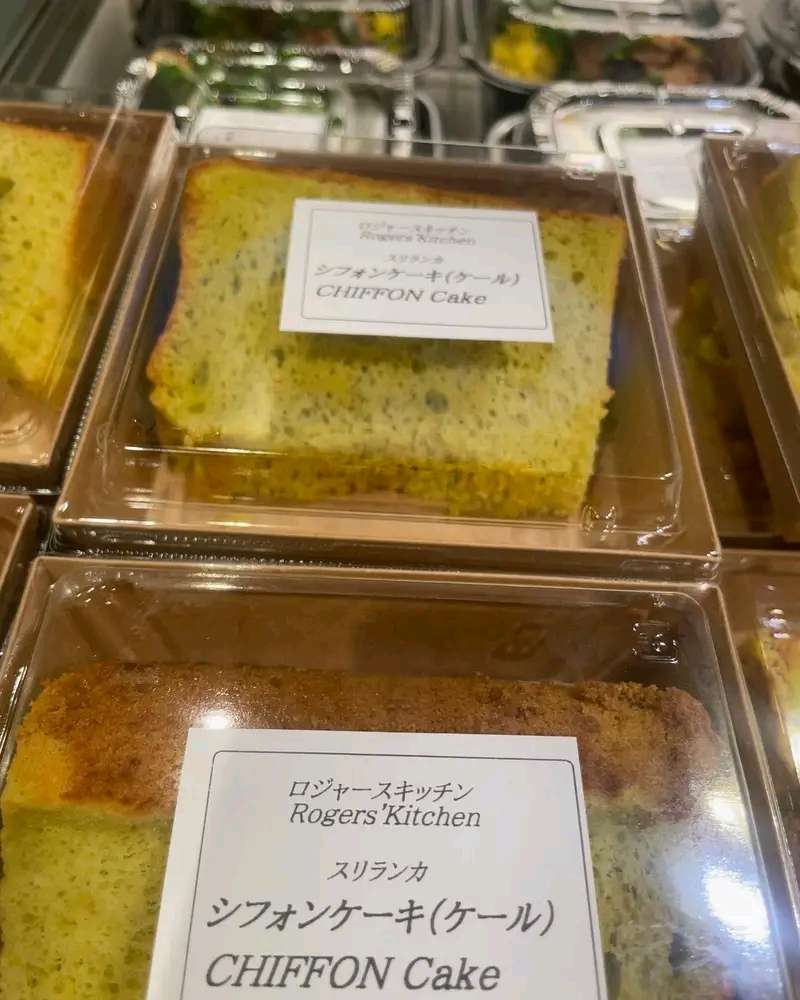 ロジャースキッチン
Rogers'Kitchen
スリランカ
シフォンケーキ(ケール)
CHIFFON Cake
ロジャースキッチン
Rogers'Kitchen
スリランカ
シフォンケーキ(ケール)
CHIFFON Cake